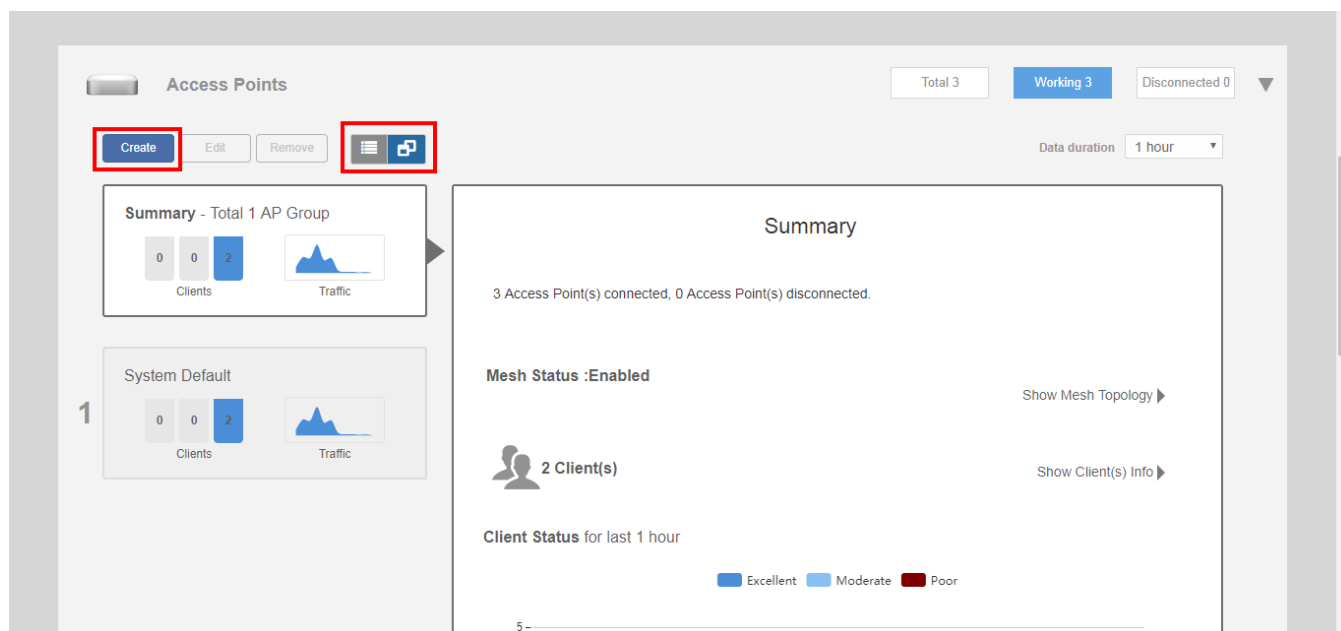 Access Points
Total 3
Working 3
Disconnected 0
Create
Edit
Remove
Data duration
1 hour
Summary - Total 1 AP Group
0 0 2
Clients
Traffic
1
System Default
0 0 2
Clients
Traffic
Summary
3 Access Point(s) connected, 0 Access Point(s) disconnected.
Mesh Status :Enabled
Show Mesh Topology
2 Client(s)
Show Client(s) Info
Client Status for last 1 hour
Excellent Moderate Poor
5